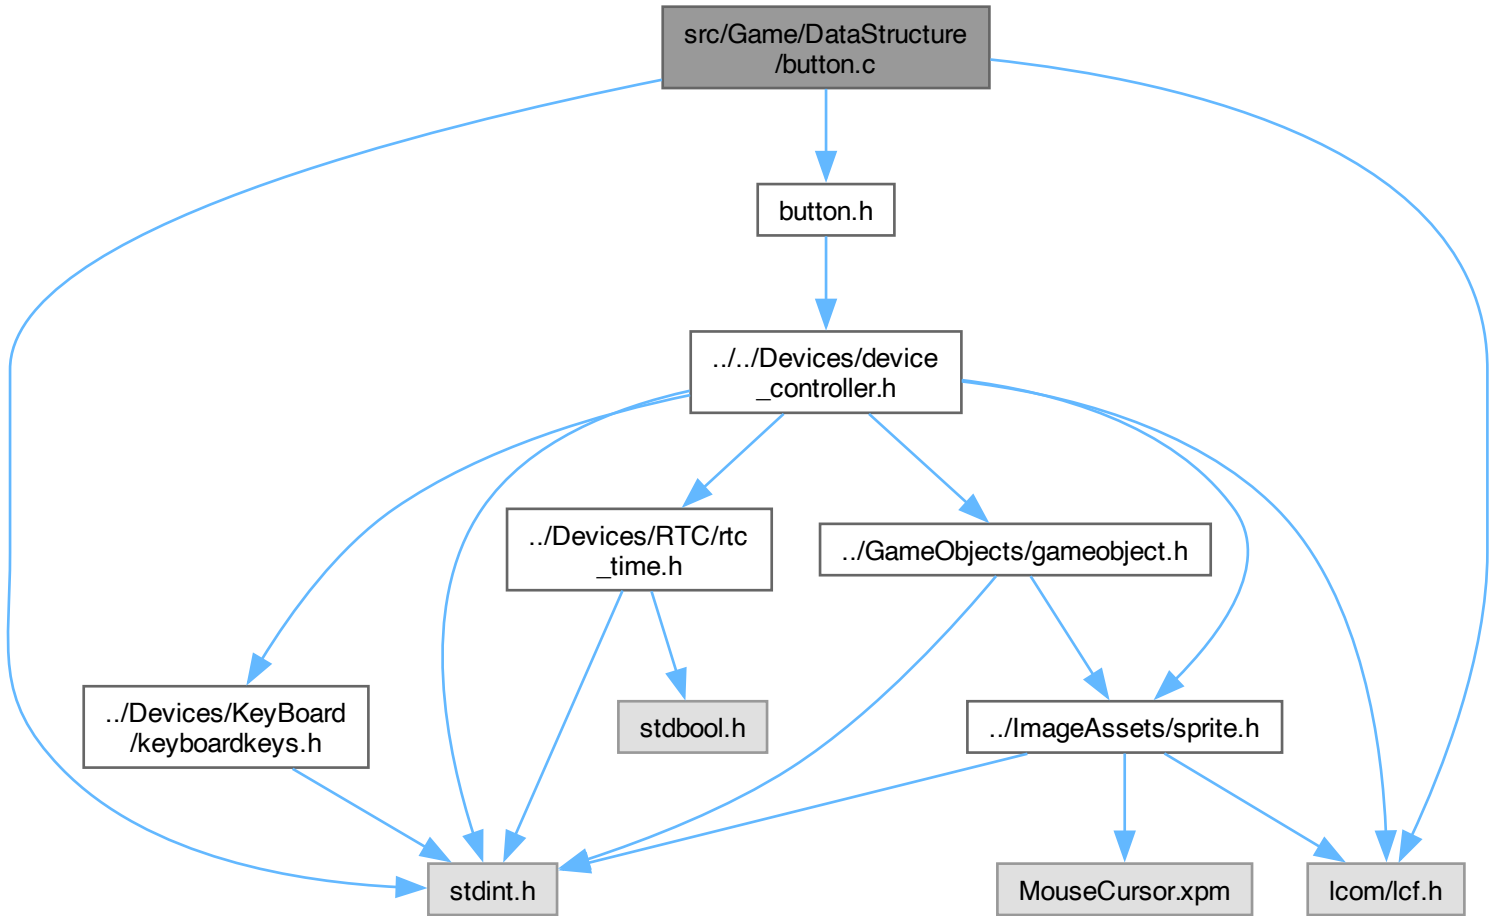 src/Game/DataStructure
/button.c
button.h
../../Devices/device
_controller.h
../Devices/RTC/rtc
_time.h
../GameObjects/gameobject.h
../Devices/KeyBoard
/keyboardkeys.h
stdbool.h
../ImageAssets/sprite.h
stdint.h
MouseCursor.xpm
lcom/lcf.h